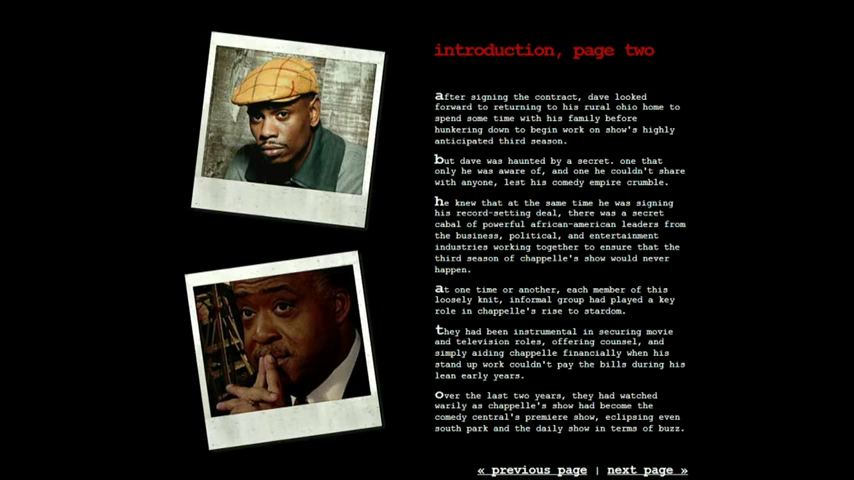 introduction, page two
after signing the contract, dave looked
forward to returning to his rural ohio home to
spend some time with his family before
hunkering down to begin work on show's highly
anticipated third season.
but dave was haunted by a secret. one that
only he was aware of, and one he couldn't share
with anyone, lest his comedy empire crumble.
he knew that at the same time he was signing
his record-setting deal, there was a secret
cabal of powerful african-american leaders from
the business, political, and entertainment
industries working together to ensure that the
third season of chappelle's show would never
happen.
at one time or another, each member of this
loosely knit, informal group had played a key
role in chappelle's rise to stardom.
they had been instrumental in securing movie
and television roles, offering counsel, and
simply aiding chappelle financially when his
stand up work couldn't pay the bills during his
lean early years.
over the last two years, they had watched
warily as chappelle's show had become the
comedy central's premiere show, eclipsing even
south park and the daily show in terms of buzz.
« previous page | next page »